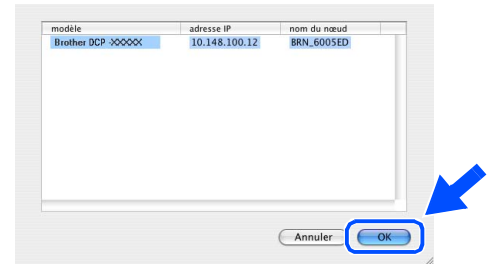 modèle adresse IP nom du nœud
Brother DCP -XXXXX 10.148.100.12 BRN_6005ED
Annuler OK